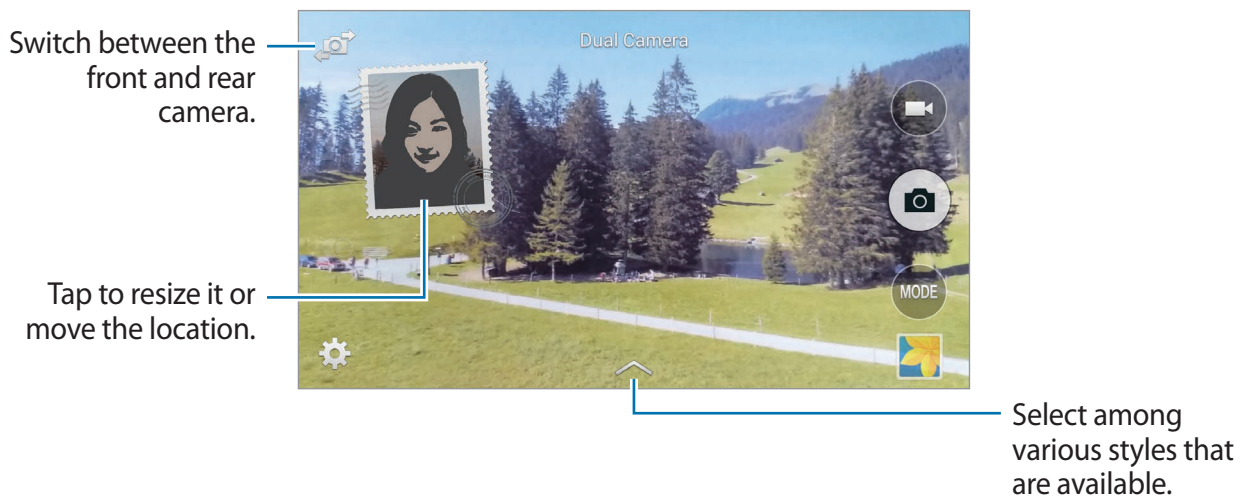 Switch between the
front and rear
camera.
Dual Camera
Tap to resize it or
move the location.
MODE
Select among
various styles that
are available.